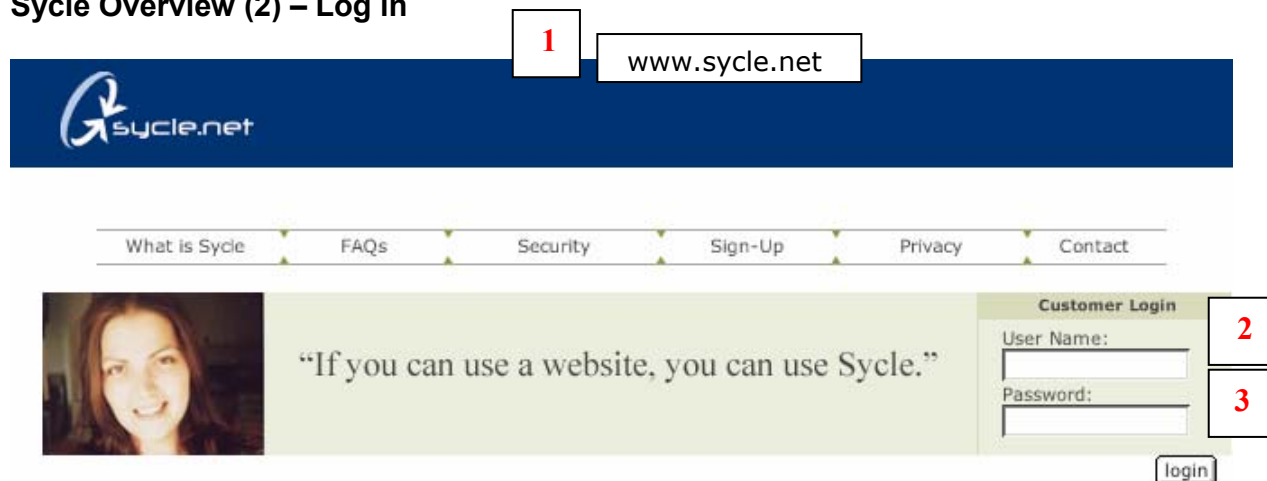 Sycle Overview (2) – Log in
1
www.sycle.net
sycle.net
What is Sycle FAQs Security Sign-Up Privacy Contact
Customer Login
2
User Name:
“If you can use a website, you can use Sycle.”
3
Password:
login